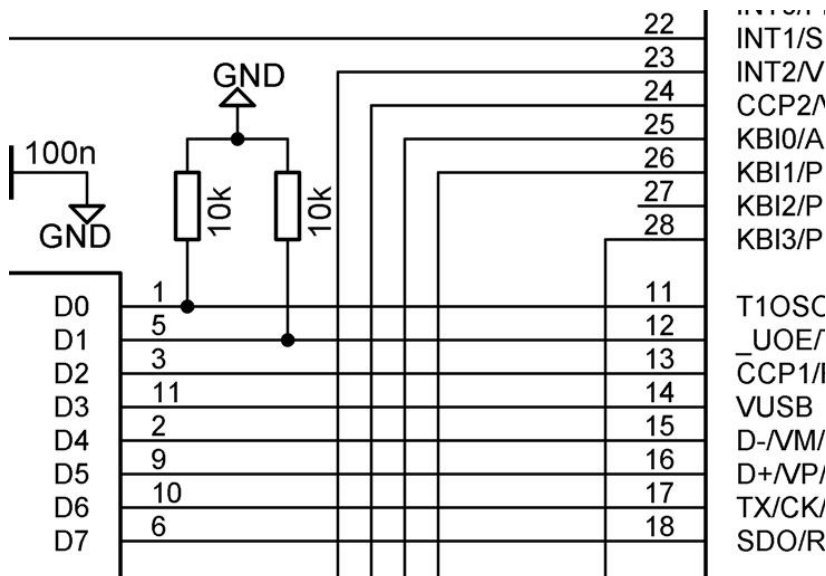 22 INT1/S
23 INT2/V
GND 24 CCP2/
25 KBI0/A
100n 26 KBI1/P
10k 10k 27 KBI2/P
GND 28 KBI3/P
D0 1 11 T1OSC
D1 5 12 _UOE/
D2 3 13 CCP1/
D3 11 14 VUSB
D4 2 15 D-/VM/
D5 9 16 D+/VP/
D6 10 17 TX/CK/
D7 6 18 SDO/R